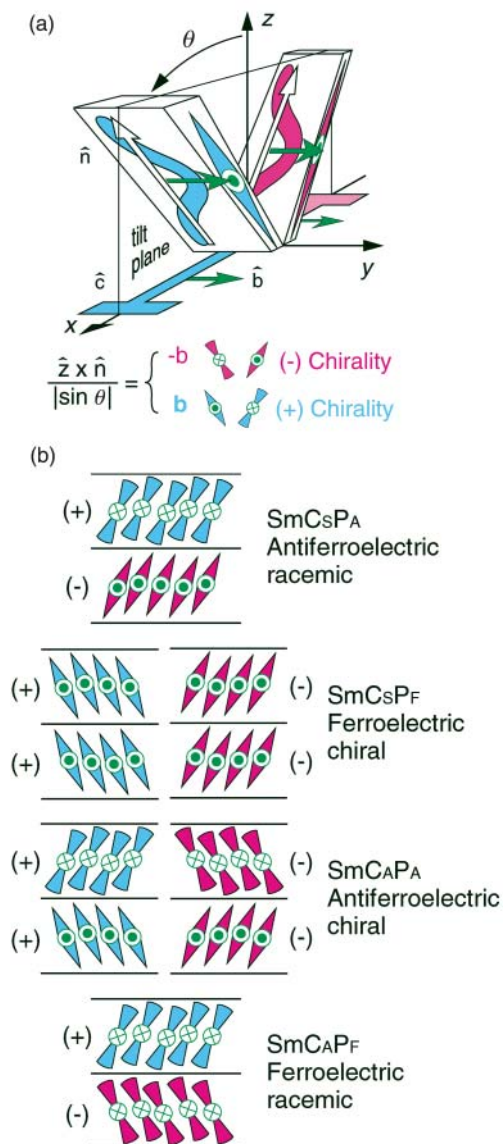 (a)
z
θ
n̂
tilt
plane
ĉ
b̂
y
x
ẑ x n̂
|sin θ|
=
-b (-) Chirality
b (+) Chirality
(b)
(+)
(-)
SmCSPA
Antiferroelectric
racemic
(+) (-)
(+) (-)
SmCSPF
Ferroelectric
chiral
(+) (-)
(+) (-)
SmCAPA
Antiferroelectric
chiral
(+)
(-)
SmCAPF
Ferroelectric
racemic